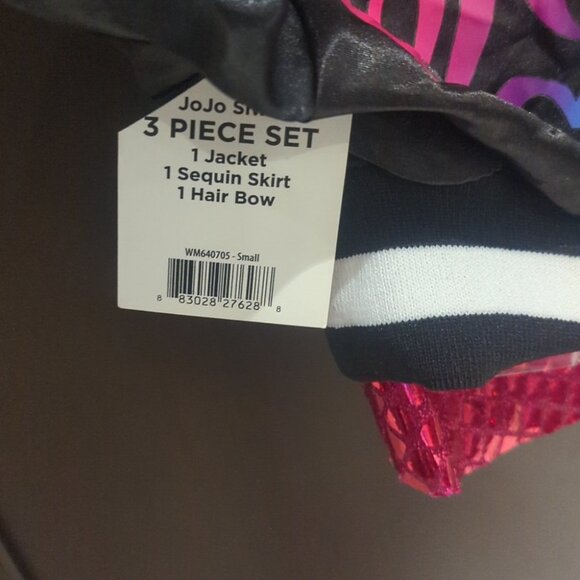 JoJo
3 PIECE SET
1 Jacket
1 Sequin Skirt
1 Hair Bow
WM640705 - Small
8 83028 27628 8